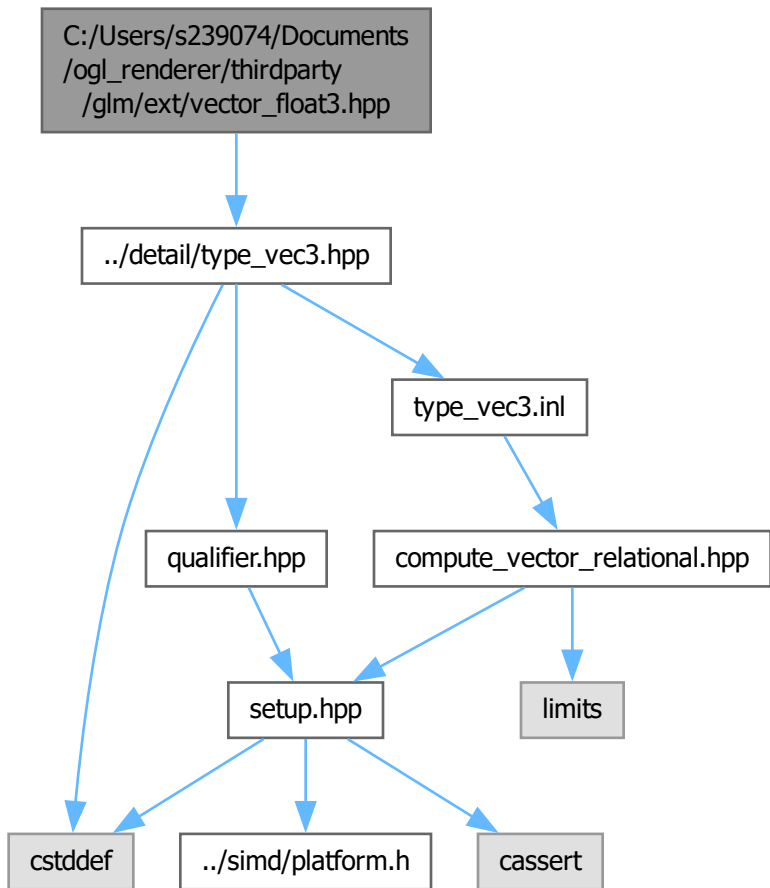 C:/Users/s239074/Documents
/ogl_renderer/thirdparty
/glm/ext/vector_float3.hpp
../detail/type_vec3.hpp
type_vec3.inl
qualifier.hpp
compute_vector_relational.hpp
setup.hpp
limits
cstddef
../simd/platform.h
cassert